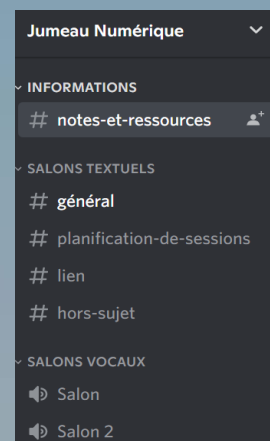 Jumeau Numérique
INFORMATIONS
# notes-et-ressources
SALONS TEXTUELS
# général
# planification-de-sessions
# lien
# hors-sujet
SALONS VOCAUX
Salon
Salon 2